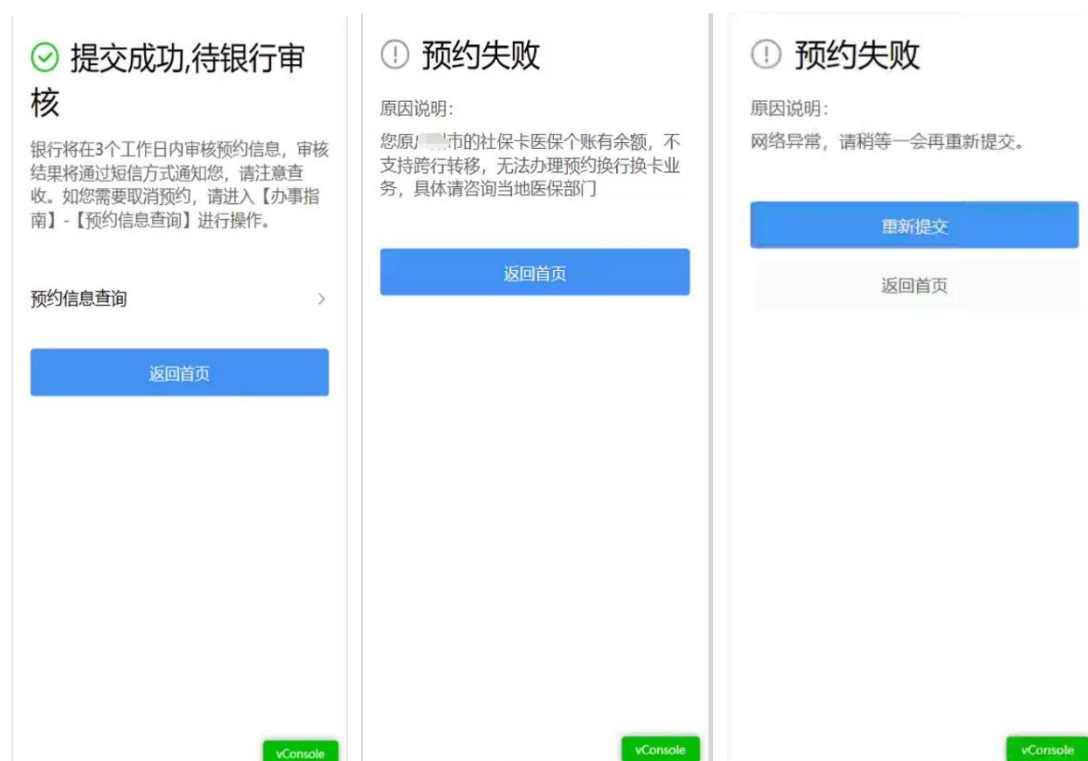 提交成功,待银行审
核
银行将在3个工作日内审核预约信息，审核
结果将通过短信方式通知您，请注意查
收。如您需要取消预约，请进入【办事指
南】-【预约信息查询】进行操作。
预约信息查询
返回首页
vConsole
预约失败
原因说明：
您原 市的社保卡医保个账有余额，不
支持跨行转移，无法办理预约换行换卡业
务，具体请咨询当地医保部门
返回首页
vConsole
预约失败
原因说明：
网络异常，请稍等一会再重新提交。
重新提交
返回首页
vConsole